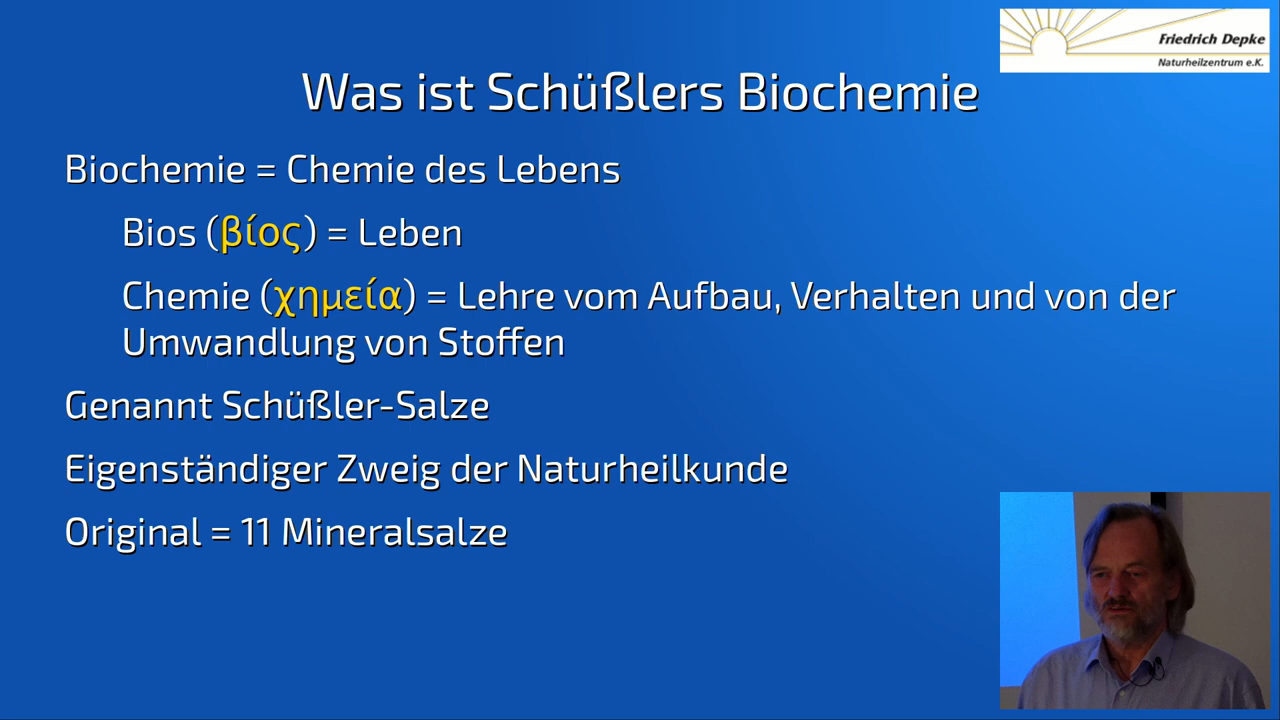 Friedrich Depke
Naturheilzentrum e.K.
Was ist Schüßlers Biochemie
Biochemie = Chemie des Lebens
Bios (βίος) = Leben
Chemie (χημεία) = Lehre vom Aufbau, Verhalten und von der
Umwandlung von Stoffen
Genannt Schüßler-Salze
Eigenständiger Zweig der Naturheilkunde
Original = 11 Mineralsalze